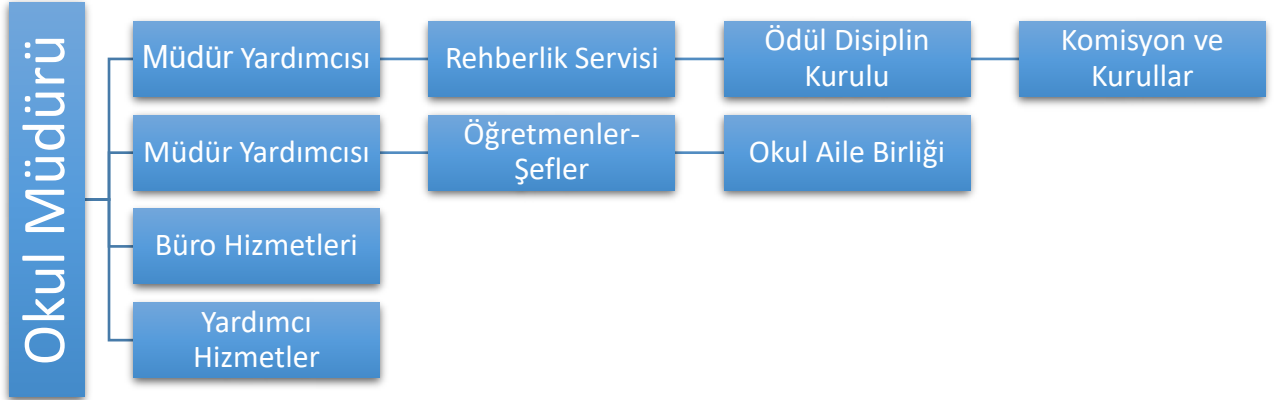 Okul Müdürü
Müdür Yardımcısı
Rehberlik Servisi
Ödül Disiplin
Kurulu
Komisyon ve
Kurullar
Müdür Yardımcısı
Öğretmenler-
Şefler
Okul Aile Birliği
Büro Hizmetleri
Yardımcı
Hizmetler